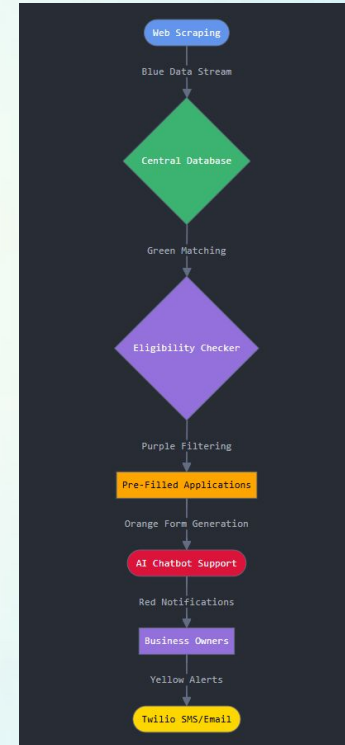 Web Scraping
Blue Data Stream
Central Database
Green Matching
Eligibility Checker
Purple Filtering
Pre-Filled Applications
Orange Form Generation
AI Chatbot Support
Red Notifications
Business Owners
Yellow Alerts
Twilio SMS/Email